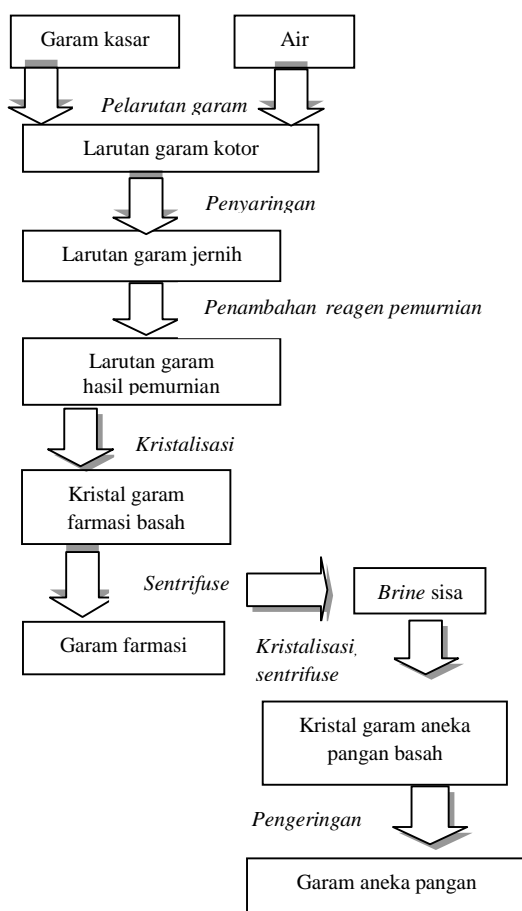 Garam kasar
Air
Pelarutan garam
Larutan garam kotor
Penyaringan
Larutan garam jernih
Penambahan reagen pemurnian
Larutan garam
hasil pemurnian
Kristalisasi
Kristal garam
farmasi basah
Sentrifuse
Brine sisa
Garam farmasi
Kristalisasi,
sentrifuse
Kristal garam aneka
pangan basah
Pengeringan
Garam aneka pangan